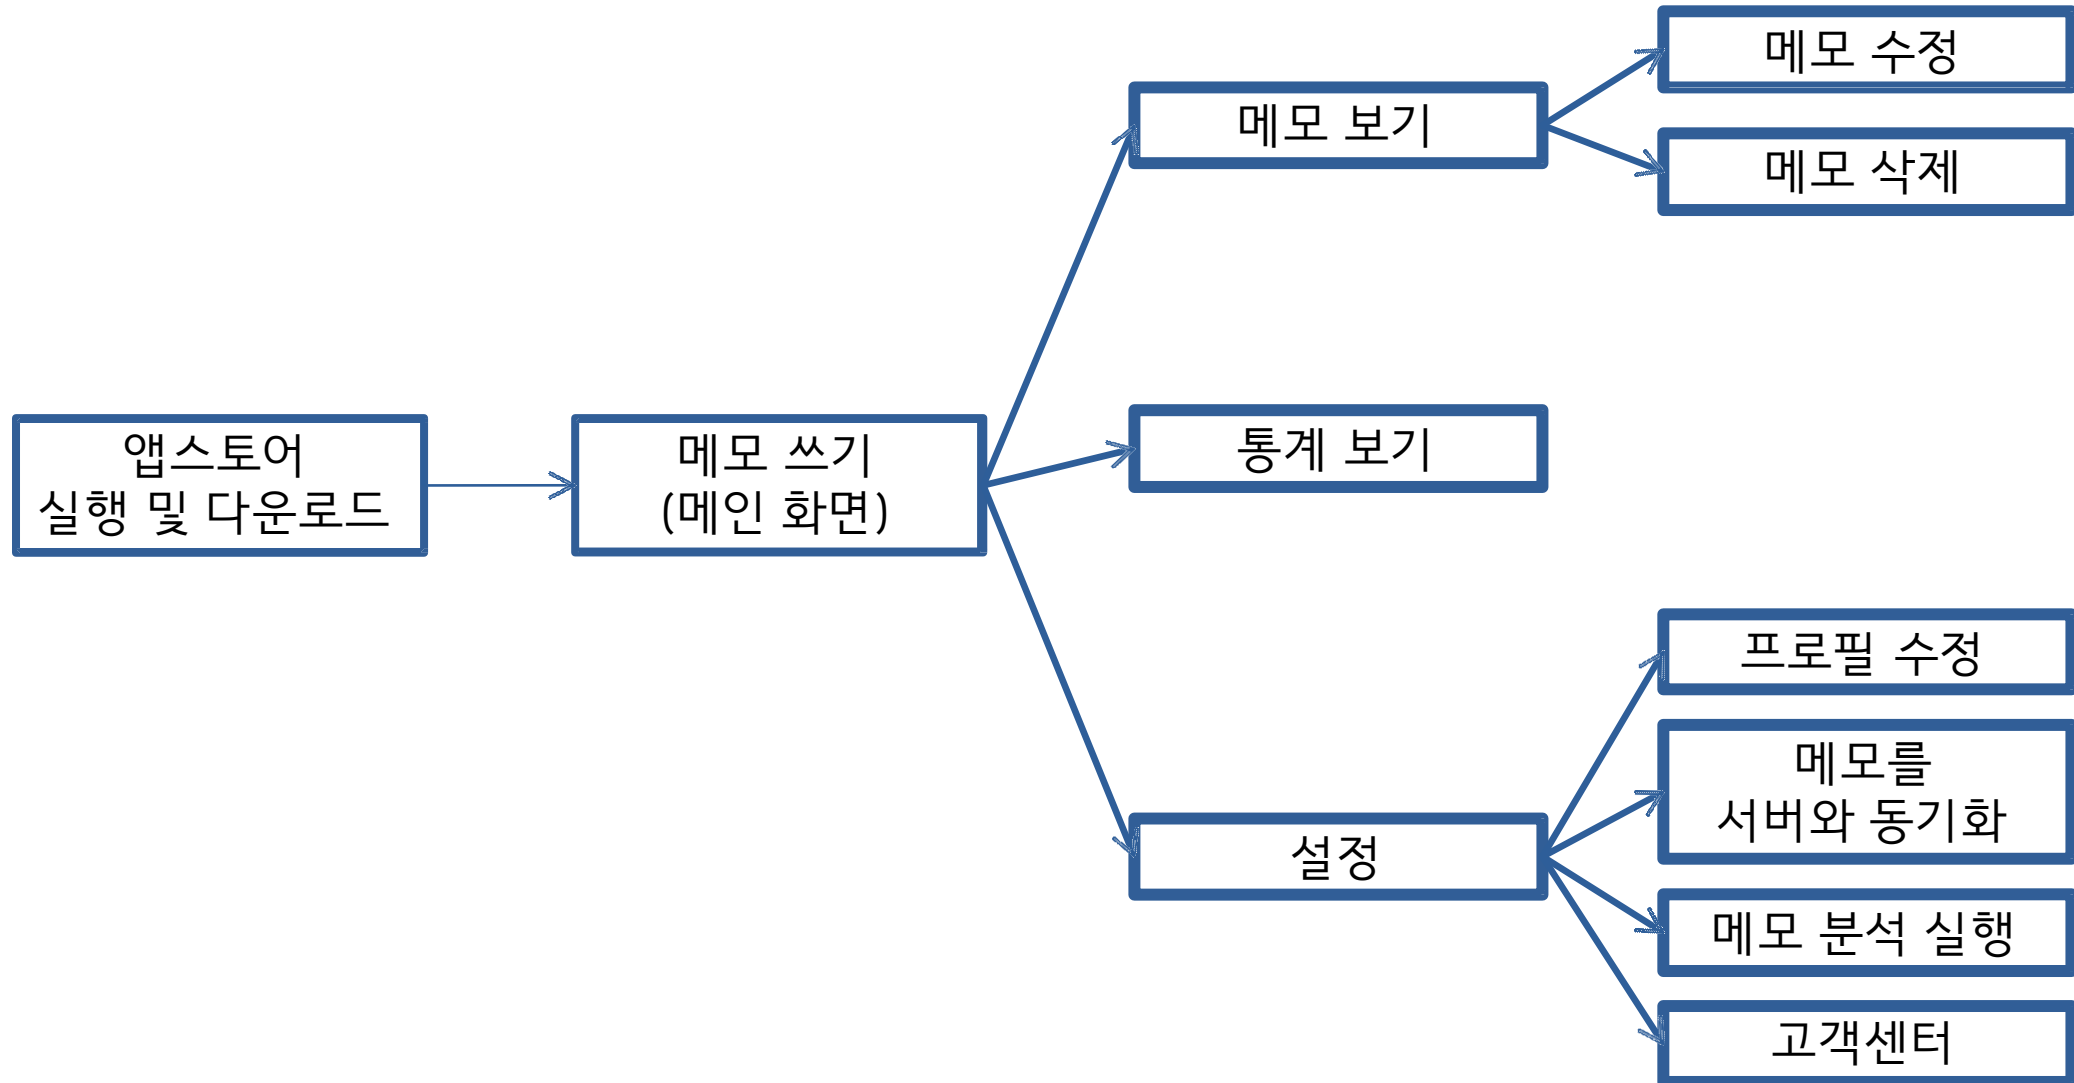 메모 수정
메모 보기
메모 삭제
앱스토어
실행 및 다운로드
메모 쓰기
(메인 화면)
통계 보기
프로필 수정
메모를
서버와 동기화
설정
메모 분석 실행
고객센터